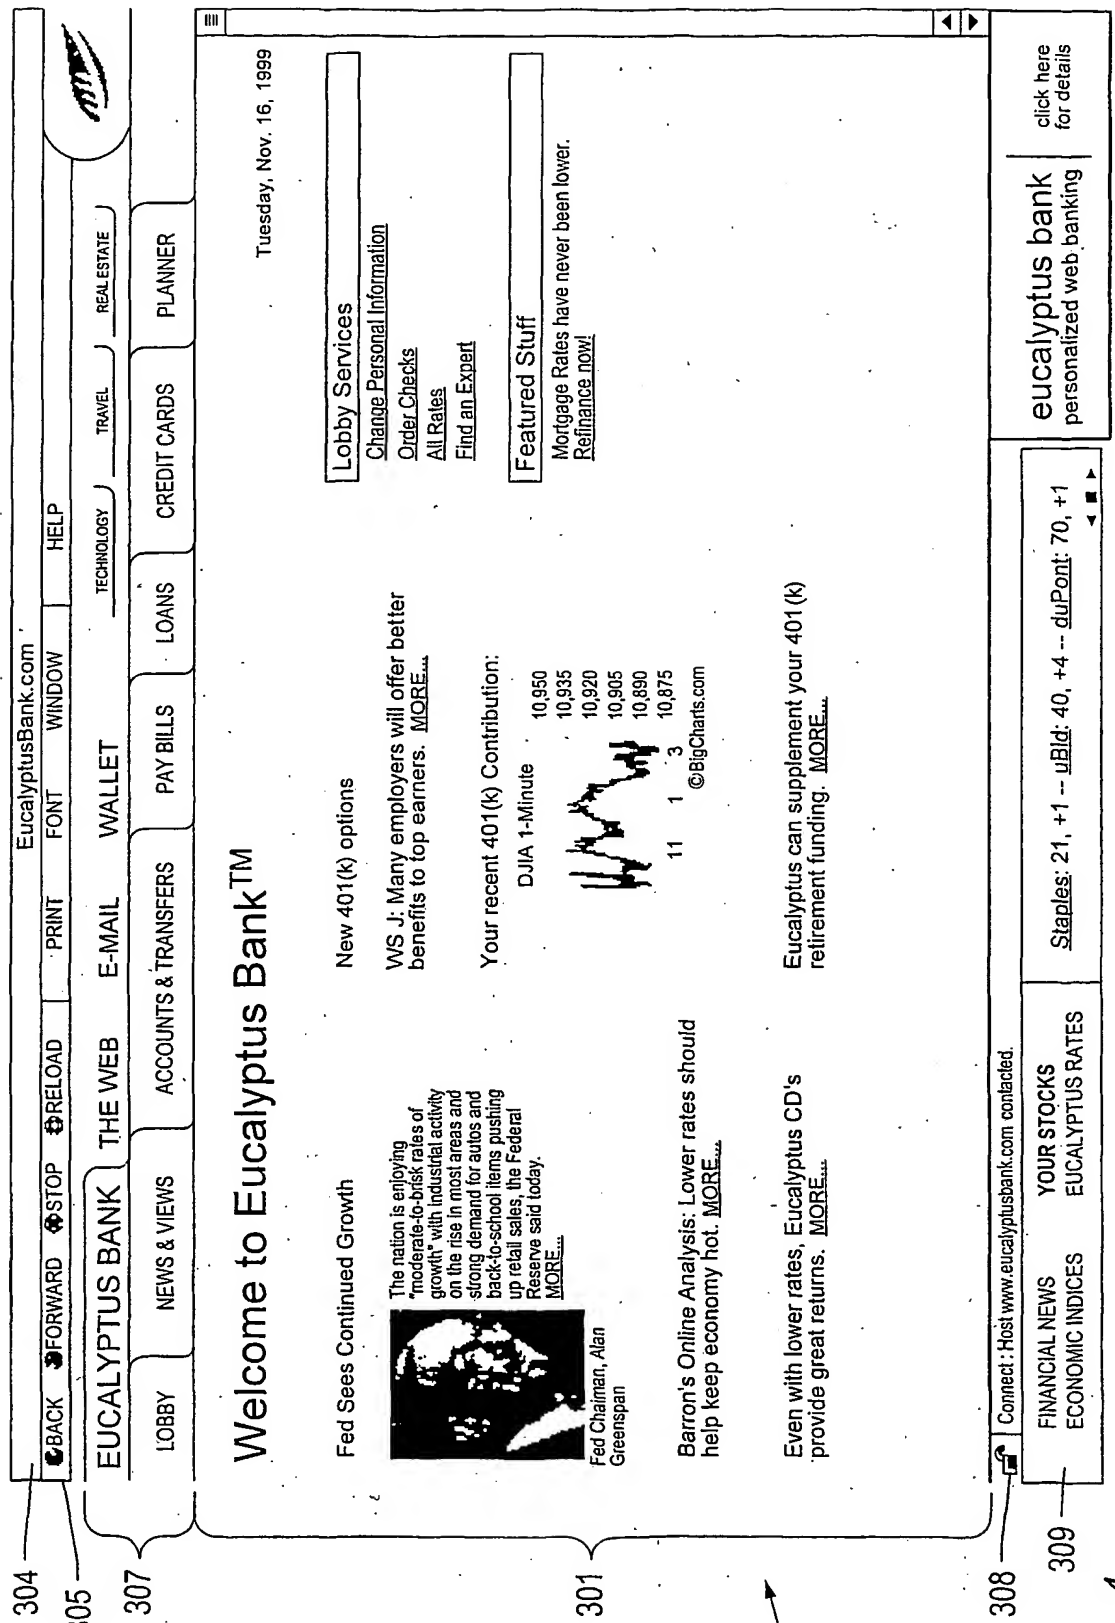 304
EucalyptusBank.com
305
BACK FORWARD STOP RELOAD PRINT FONT WINDOW HELP
307
EUCALYPTUS BANK THE WEB E-MAIL WALLET TECHNOLOGY TRAVEL REAL ESTATE
LOBBY NEWS & VIEWS ACCOUNTS & TRANSFERS PAY BILLS LOANS CREDIT CARDS PLANNER
Welcome to Eucalyptus Bank™
Tuesday, Nov. 16, 1999
Fed Sees Continued Growth
The nation is enjoying
"moderate-to-brisk rates of
growth" with industrial activity
on the rise in most areas and
strong demand for autos and
back-to-school items pushing
up retail sales, the Federal
Reserve said today.
MORE...
Fed Chaiman, Alan
Greenspan
Barron's Online Analysis: Lower rates should
help keep economy hot. MORE...
Even with lower rates, Eucalyptus CD's
provide great returns. MORE...
New 401(k) options
WS J: Many employers will offer better
benefits to top earners. MORE...
Your recent 401(k) Contribution:
DJIA 1-Minute
10,950
10,935
10,920
10,905
10,890
10,875
11 1 3
©BigCharts.com
Eucalyptus can supplement your 401(k)
retirement funding. MORE...
Lobby Services
Change Personal Information
Order Checks
All Rates
Find an Expert
Featured Stuff
Mortgage Rates have never been lower.
Refinance now!
301
308
Connect : Host www.eucalyptusbank.com contacted.
309
FINANCIAL NEWS YOUR STOCKS
ECONOMIC INDICES EUCALYPTUS RATES
Staples: 21, +1 -- uBld: 40, +4 -- duPont: 70, +1
eucalyptus bank
personalized web banking
click here
for details